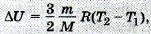 ΔU = 3/2 m/M R(T₂ − T₁),